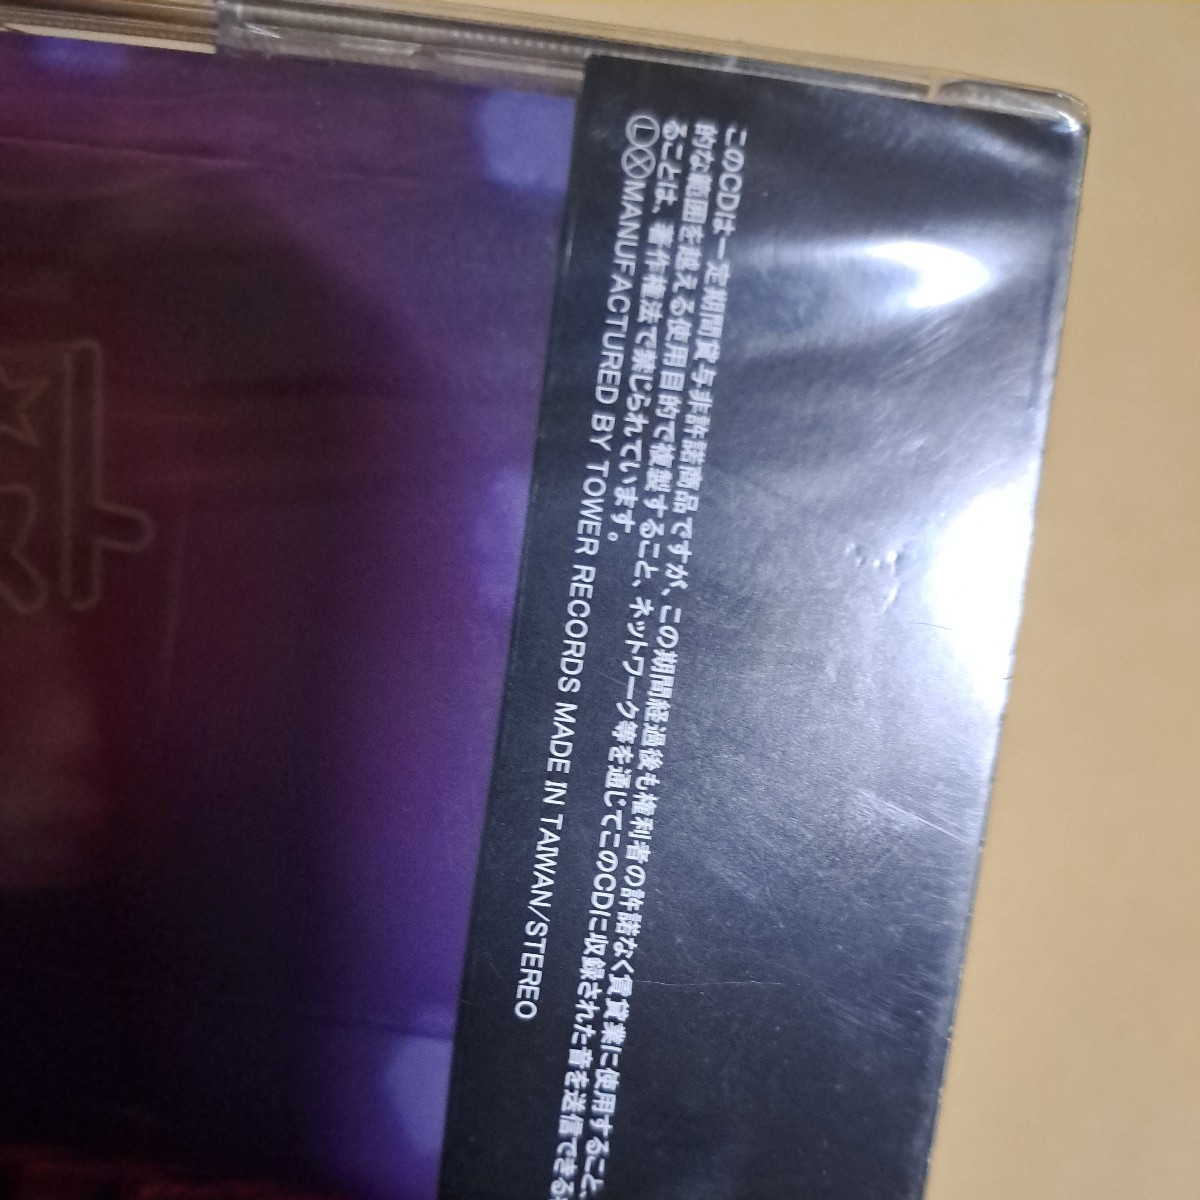 このCDは一定期間貸与非許諾商品ですが、この期間経過後も権利者の許諾なく賃貸業に使用すること、
的な範囲を越える使用目的で複製すること、ネットワーク等を通じてこのCDに収録された音を送信できる
ることは、著作権法で禁じられています。
ⓁⓍMANUFACTURED BY TOWER RECORDS MADE IN TAIWAN/STEREO